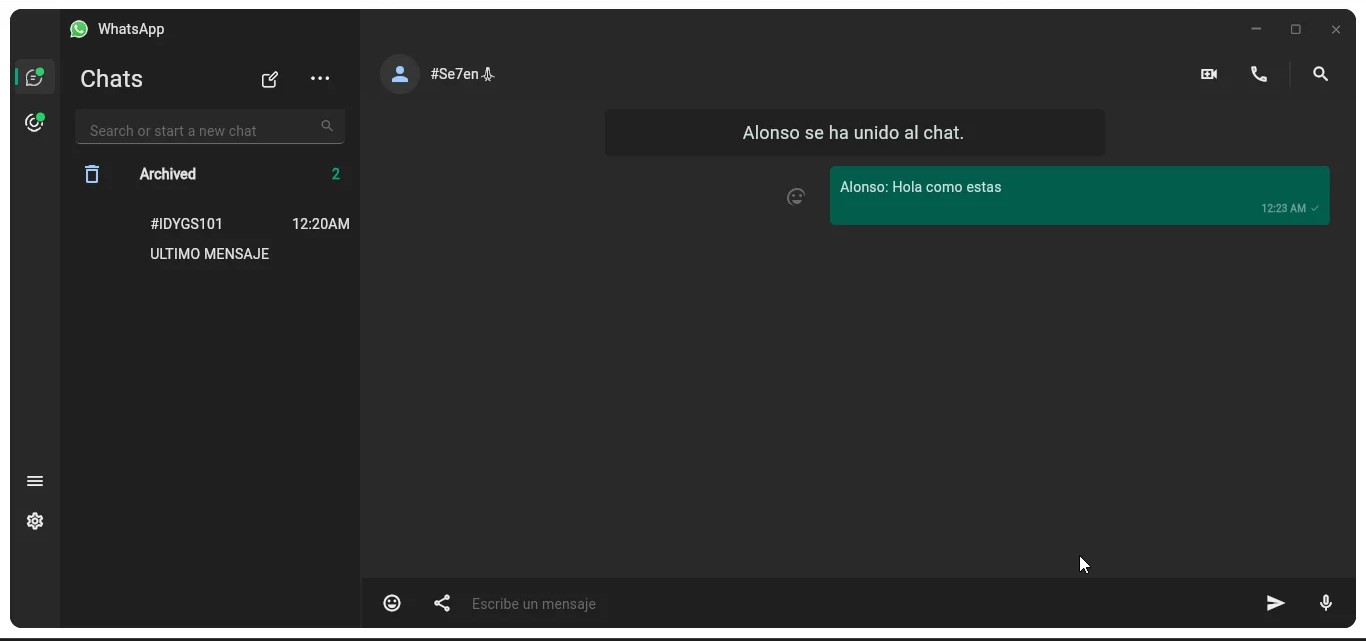 WhatsApp
Chats
Search or start a new chat
Archived 2
#IDYGS101 12:20AM
ULTIMO MENSAJE
#Se7en
Alonso se ha unido al chat.
Alonso: Hola como estas
12:23 AM
Escribe un mensaje